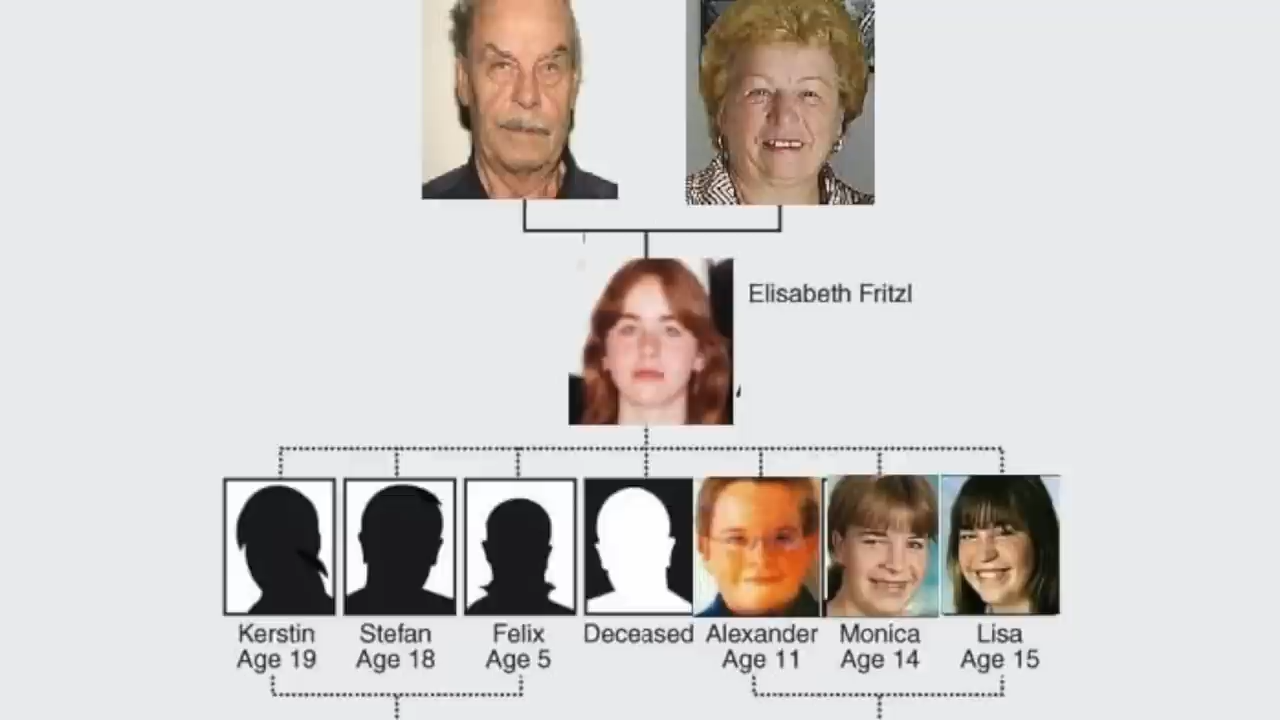 Elisabeth Fritzl
Kerstin
Age 19
Stefan
Age 18
Felix
Age 5
Deceased
Alexander
Age 11
Monica
Age 14
Lisa
Age 15